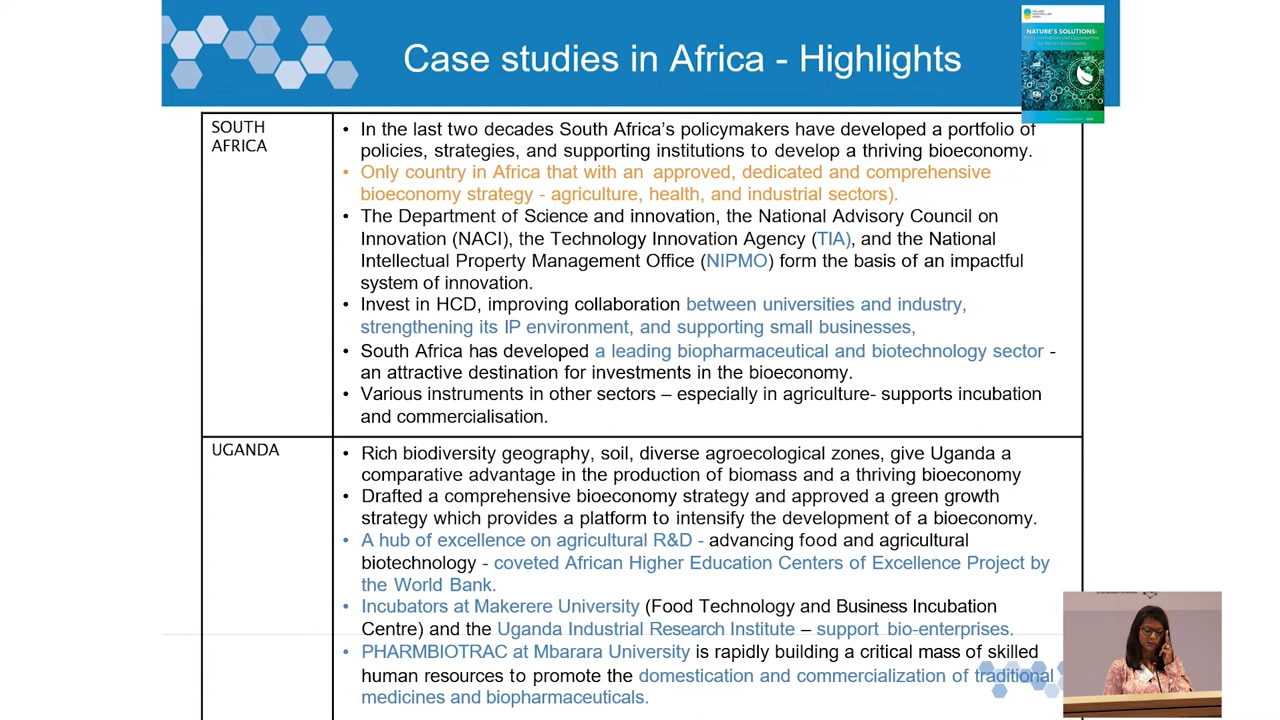 Case studies in Africa - Highlights
NATURE'S SOLUTIONS:
SOUTH
AFRICA
• In the last two decades South Africa's policymakers have developed a portfolio of
policies, strategies, and supporting institutions to develop a thriving bioeconomy.
• Only country in Africa that with an approved, dedicated and comprehensive
bioeconomy strategy - agriculture, health, and industrial sectors).
• The Department of Science and innovation, the National Advisory Council on
Innovation (NACI), the Technology Innovation Agency (TIA), and the National
Intellectual Property Management Office (NIPMO) form the basis of an impactful
system of innovation.
• Invest in HCD, improving collaboration between universities and industry,
strengthening its IP environment, and supporting small businesses,
• South Africa has developed a leading biopharmaceutical and biotechnology sector -
an attractive destination for investments in the bioeconomy.
• Various instruments in other sectors – especially in agriculture- supports incubation
and commercialisation.
UGANDA
• Rich biodiversity geography, soil, diverse agroecological zones, give Uganda a
comparative advantage in the production of biomass and a thriving bioeconomy
• Drafted a comprehensive bioeconomy strategy and approved a green growth
strategy which provides a platform to intensify the development of a bioeconomy.
• A hub of excellence on agricultural R&D - advancing food and agricultural
biotechnology - coveted African Higher Education Centers of Excellence Project by
the World Bank.
• Incubators at Makerere University (Food Technology and Business Incubation
Centre) and the Uganda Industrial Research Institute – support bio-enterprises.
• PHARMBIOTRAC at Mbarara University is rapidly building a critical mass of skilled
human resources to promote the domestication and commercialization of traditional
medicines and biopharmaceuticals.